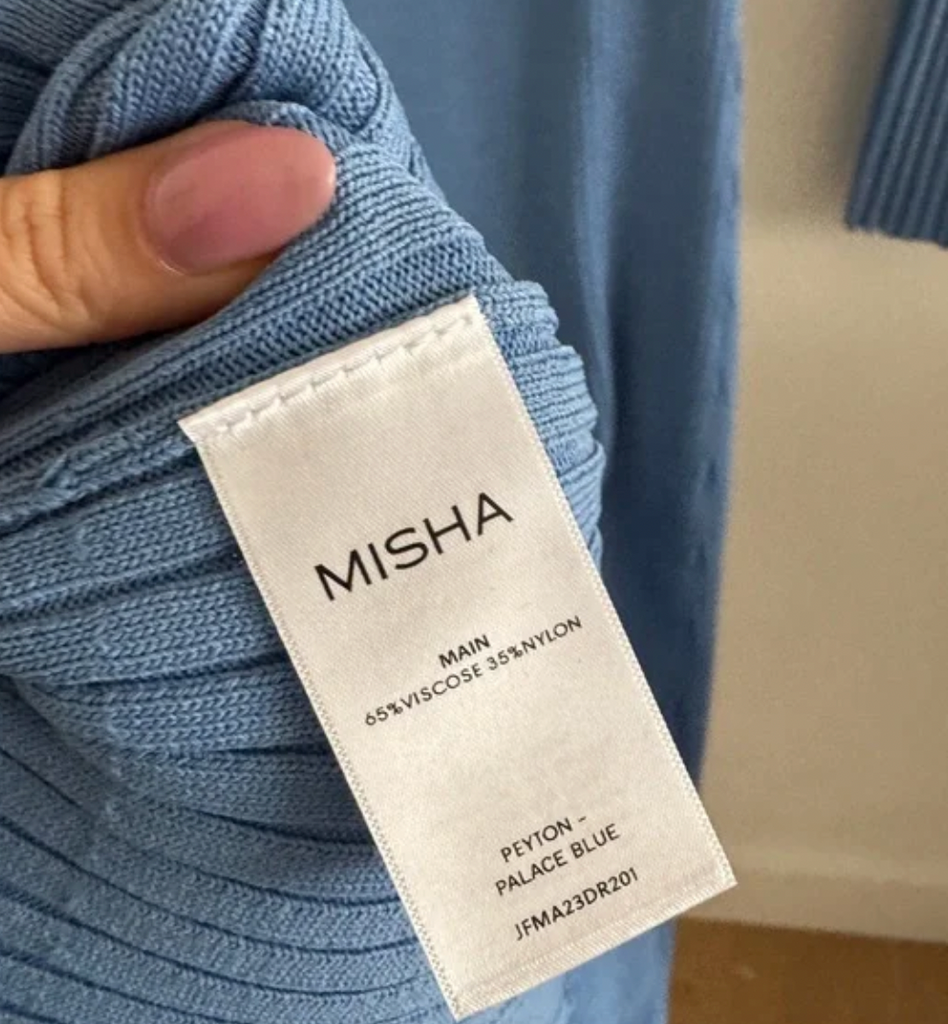 MISHA
MAIN
65%VISCOSE 35%NYLON
PEYTON –
PALACE BLUE
JFMA23DR201